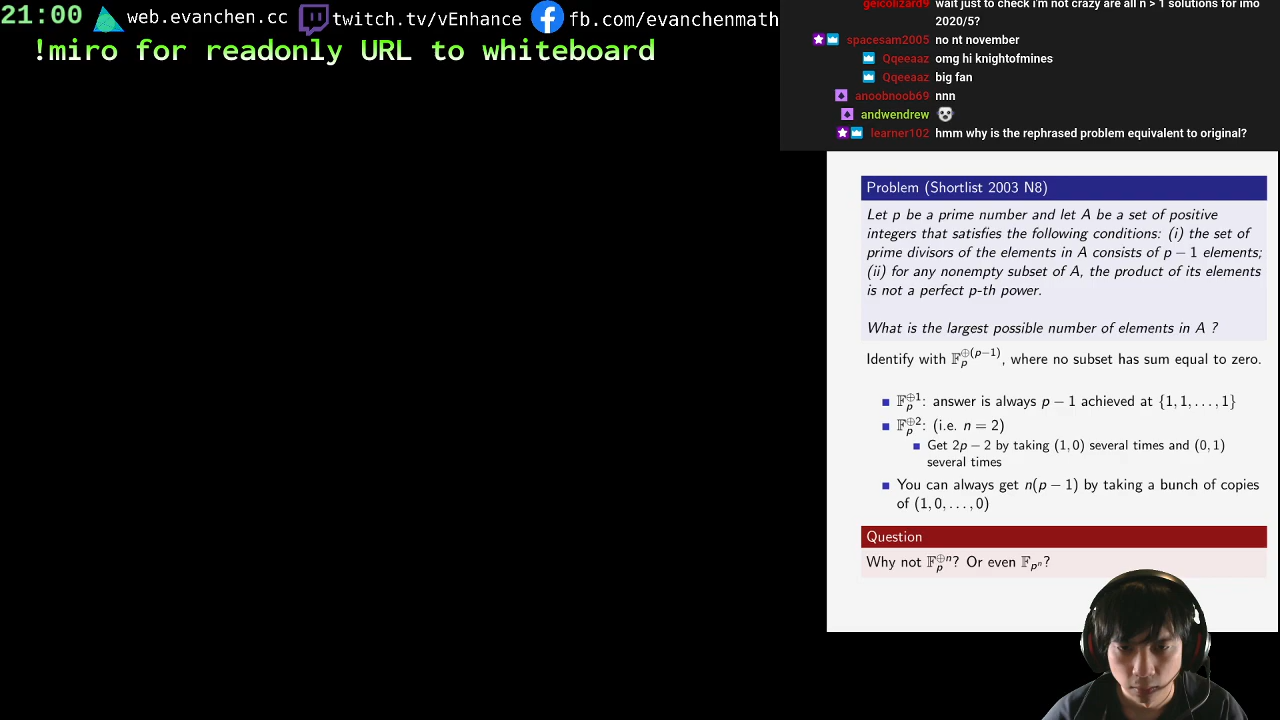 21:00 web.evanchen.cc twitch.tv/vEnhance fb.com/evanchenmath
!miro for readonly URL to whiteboard
geicolizard9 wait just to check i'm not crazy are all n > 1 solutions for imo
2020/5?
spacesam2005 no nt november
Qqeeaaz omg hi knightofmines
Qqeeaaz big fan
anoobnoob69 nnn
andwendrew
learner102 hmm why is the rephrased problem equivalent to original?
Problem (Shortlist 2003 N8)
Let p be a prime number and let A be a set of positive
integers that satisfies the following conditions: (i) the set of
prime divisors of the elements in A consists of p − 1 elements;
(ii) for any nonempty subset of A, the product of its elements
is not a perfect p-th power.
What is the largest possible number of elements in A ?
Identify with 𝔽_p^{⊕(p−1)}, where no subset has sum equal to zero.
𝔽_p^{⊕1}: answer is always p − 1 achieved at {1, 1, . . . , 1}
𝔽_p^{⊕2}: (i.e. n = 2)
Get 2p − 2 by taking (1, 0) several times and (0, 1)
several times
You can always get n(p − 1) by taking a bunch of copies
of (1, 0, . . . , 0)
Question
Why not 𝔽_p^{⊕n}? Or even 𝔽_{p^n}?